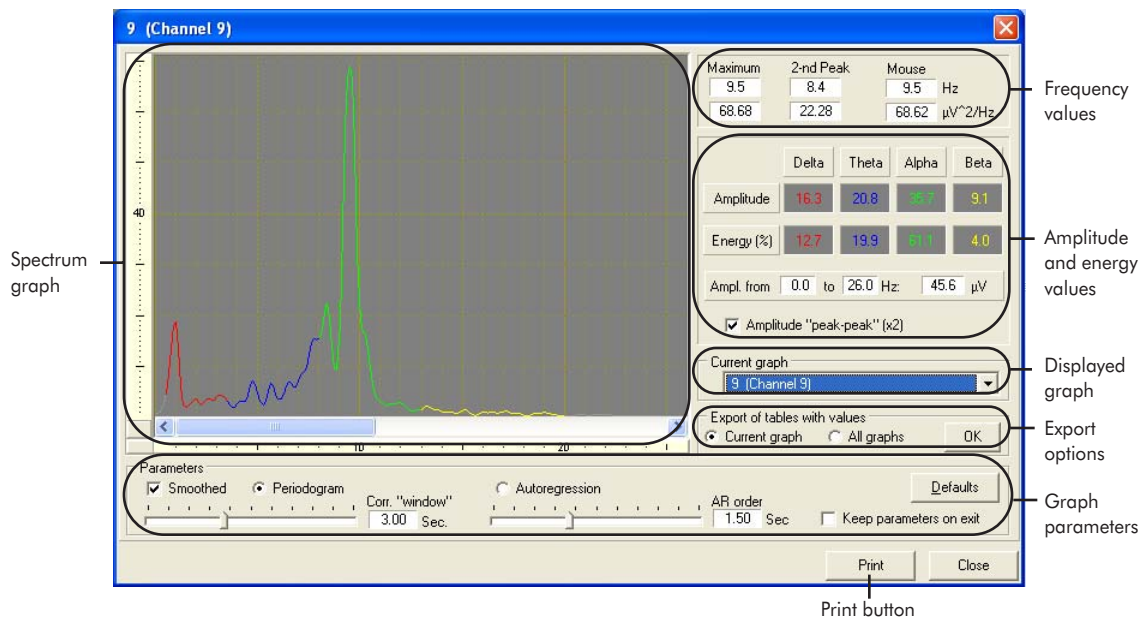 9 (Channel 9)
Maximum 2-nd Peak Mouse
9.5 8.4 9.5 Hz
68.68 22.28 68.62 µV^2/Hz
Frequency
values
Delta Theta Alpha Beta
Amplitude 16.3 20.8 35.7 9.1
Energy (%) 12.7 19.9 61.1 4.0
Ampl. from 0.0 to 26.0 Hz: 45.6 µV
Amplitude "peak-peak" (x2)
Amplitude
and energy
values
40
Spectrum
graph
Current graph
9 (Channel 9)
Displayed
graph
Export of tables with values
Current graph All graphs OK
Export
options
10 20
Parameters
Smoothed Periodogram Autoregression Defaults
Corr. "window" AR order
3.00 Sec. 1.50 Sec Keep parameters on exit
Graph
parameters
Print Close
Print button